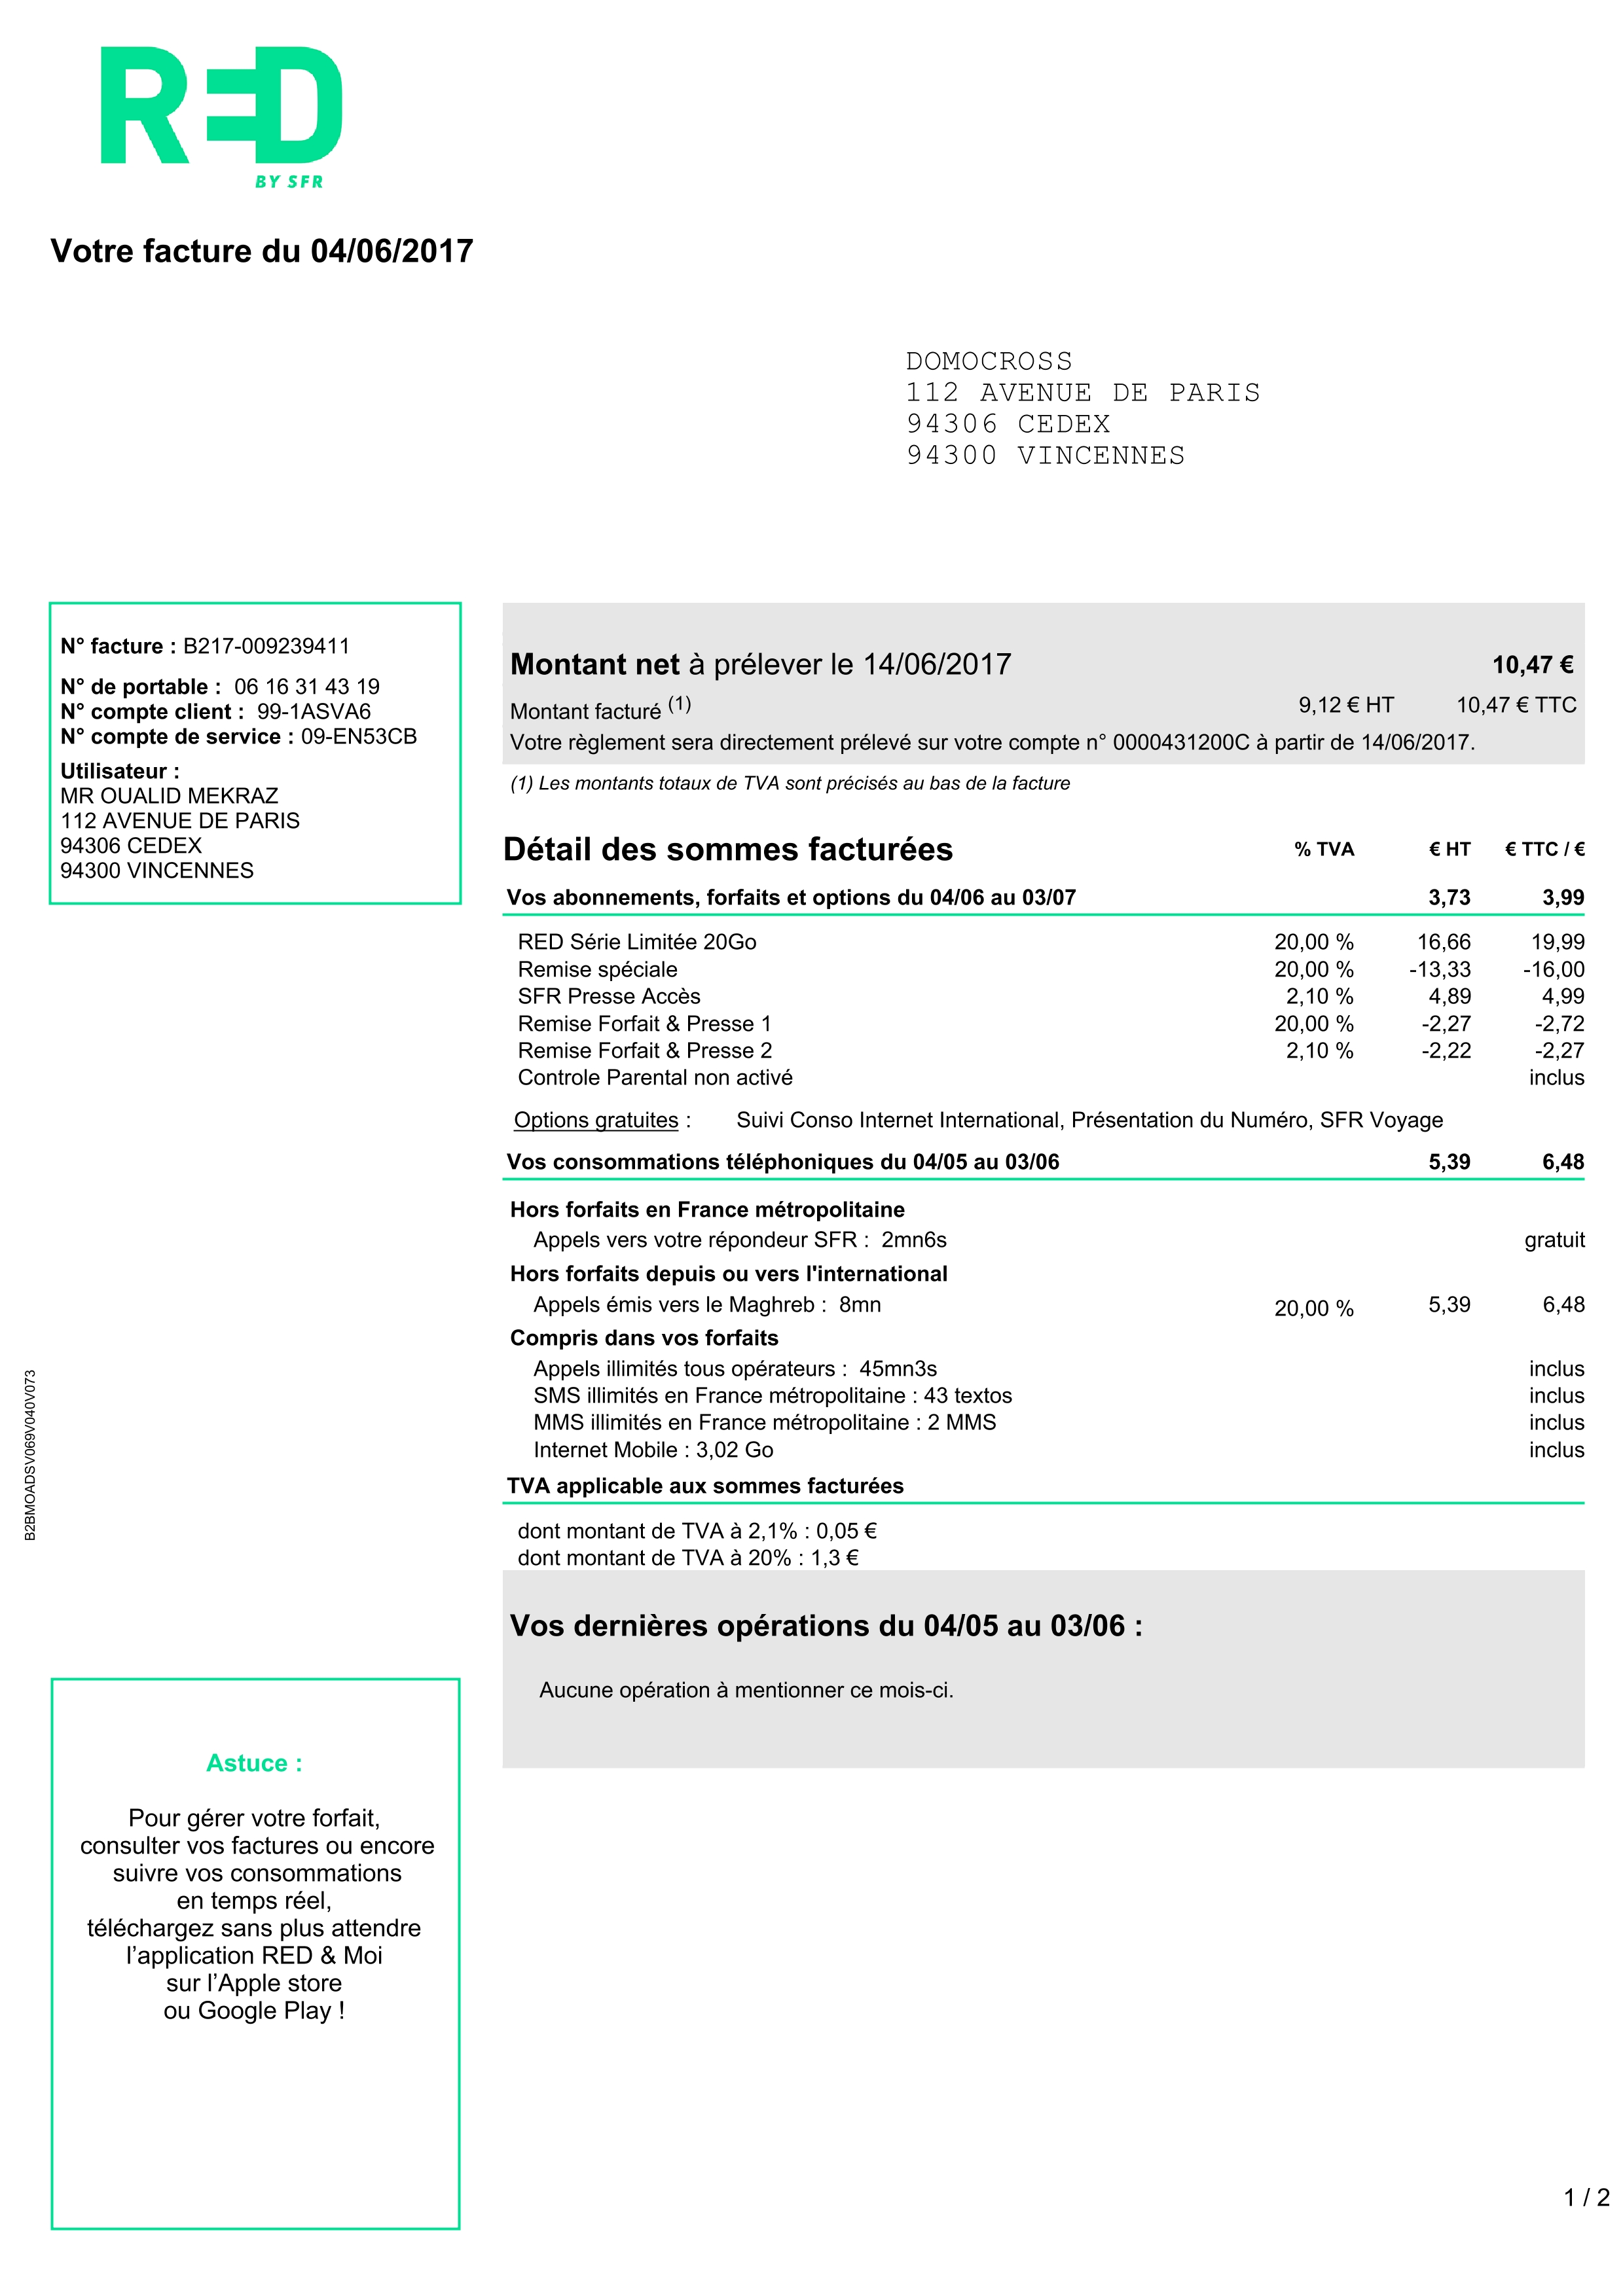 RED
BY SFR
Votre facture du 04/06/2017
DOMOCROSS
112 AVENUE DE PARIS
94306 CEDEX
94300 VINCENNES
N° facture : B217-009239411
N° de portable : 06 16 31 43 19
N° compte client : 99-1ASVA6
N° compte de service : 09-EN53CB
Utilisateur :
MR OUALID MEKRAZ
112 AVENUE DE PARIS
94306 CEDEX
94300 VINCENNES
Montant net à prélever le 14/06/2017 10,47 €
Montant facturé (1) 9,12 € HT 10,47 € TTC
Votre règlement sera directement prélevé sur votre compte n° 0000431200C à partir de 14/06/2017.
(1) Les montants totaux de TVA sont précisés au bas de la facture
Détail des sommes facturées % TVA € HT € TTC / €
Vos abonnements, forfaits et options du 04/06 au 03/07 3,73 3,99
RED Série Limitée 20Go 20,00 % 16,66 19,99
Remise spéciale 20,00 % -13,33 -16,00
SFR Presse Accès 2,10 % 4,89 4,99
Remise Forfait & Presse 1 20,00 % -2,27 -2,72
Remise Forfait & Presse 2 2,10 % -2,22 -2,27
Controle Parental non activé inclus
Options gratuites : Suivi Conso Internet International, Présentation du Numéro, SFR Voyage
Vos consommations téléphoniques du 04/05 au 03/06 5,39 6,48
Hors forfaits en France métropolitaine
Appels vers votre répondeur SFR : 2mn6s gratuit
Hors forfaits depuis ou vers l'international
Appels émis vers le Maghreb : 8mn 20,00 % 5,39 6,48
Compris dans vos forfaits
Appels illimités tous opérateurs : 45mn3s inclus
SMS illimités en France métropolitaine : 43 textos inclus
MMS illimités en France métropolitaine : 2 MMS inclus
Internet Mobile : 3,02 Go inclus
TVA applicable aux sommes facturées
dont montant de TVA à 2,1% : 0,05 €
dont montant de TVA à 20% : 1,3 €
Vos dernières opérations du 04/05 au 03/06 :
Aucune opération à mentionner ce mois-ci.
B2BMOADSV069V040V073
Astuce :
Pour gérer votre forfait,
consulter vos factures ou encore
suivre vos consommations
en temps réel,
téléchargez sans plus attendre
l’application RED & Moi
sur l’Apple store
ou Google Play !
1 / 2